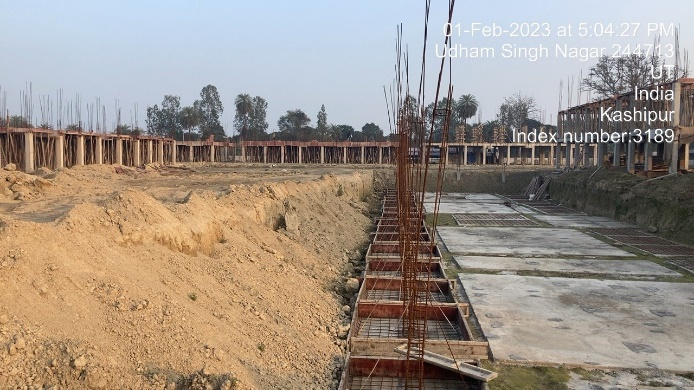 01-Feb-2023 at 5:04:27 PM
Udham Singh Nagar 244713
UT
India
Kashipur
Index number:3189